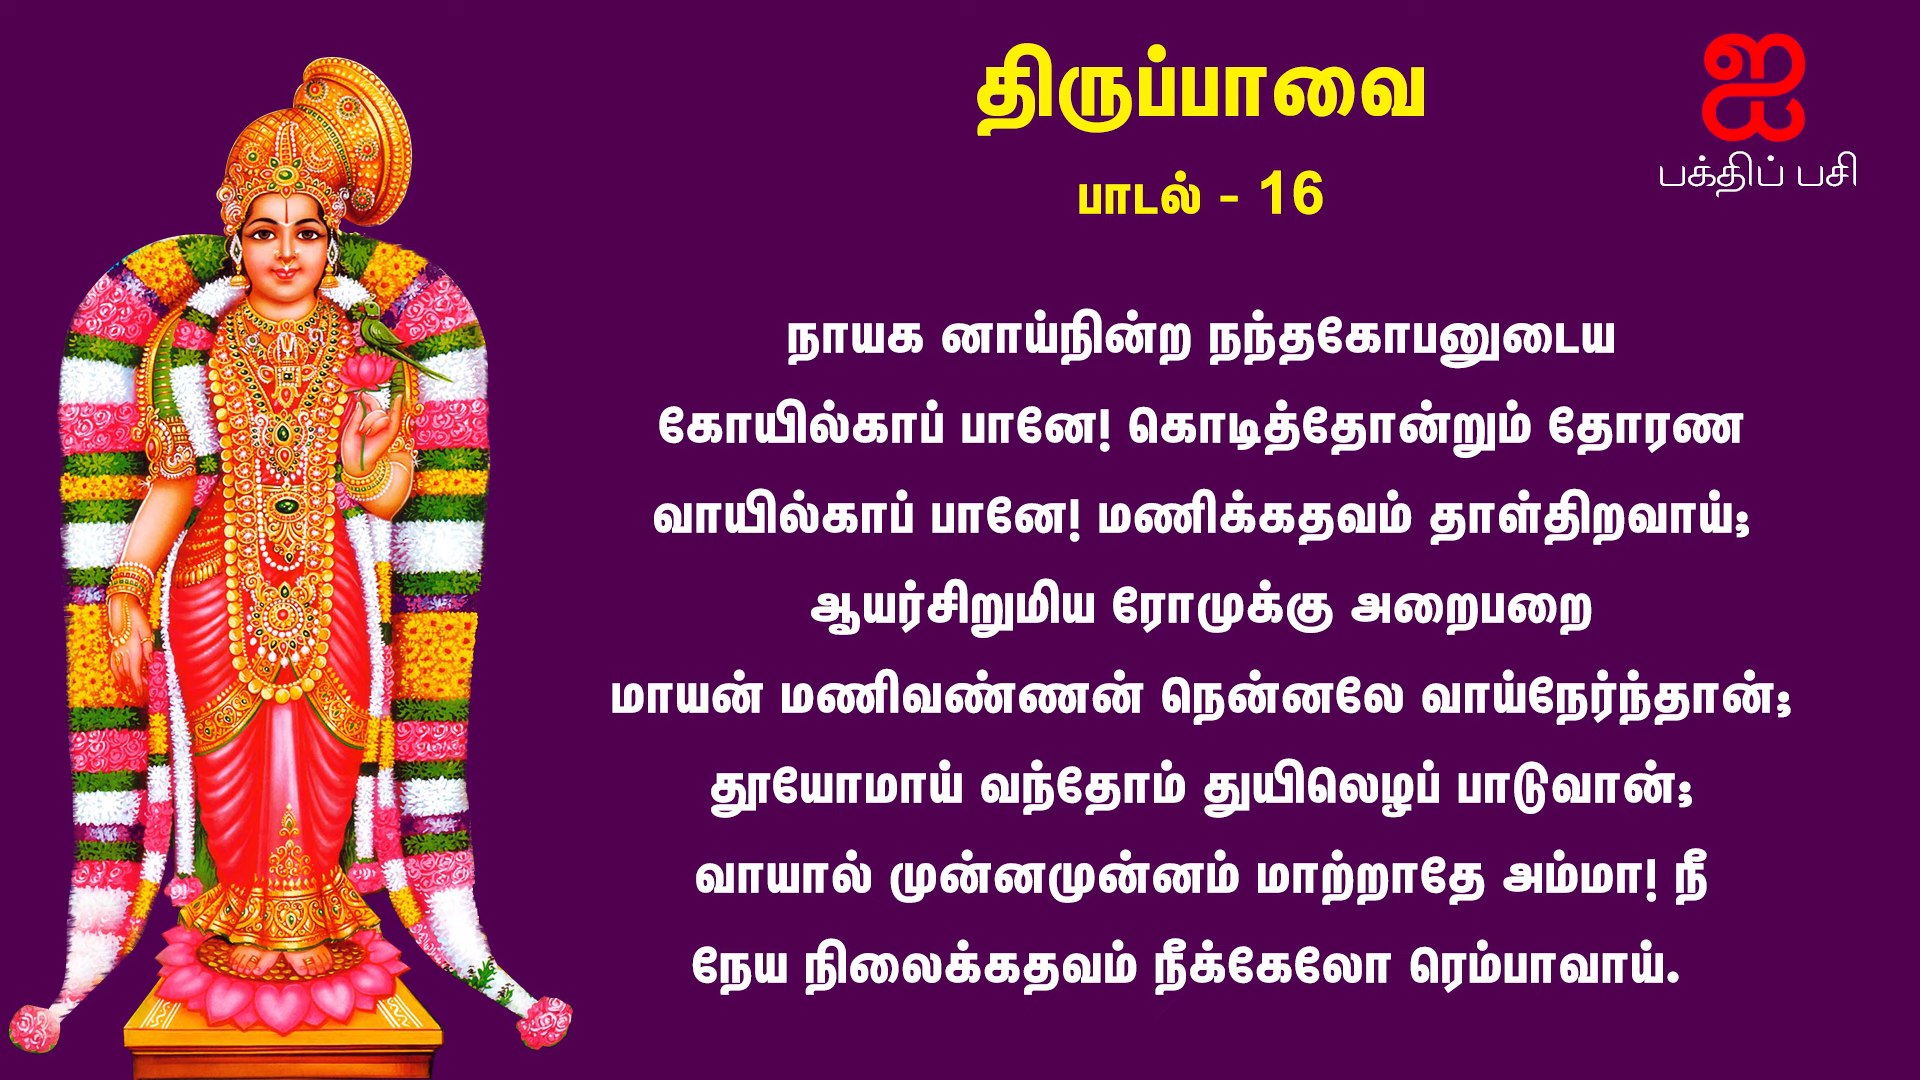 திருப்பாவை
பாடல் - 16
ஐ
பக்திப் பசி
நாயக னாய்நின்ற நந்தகோபனுடைய
கோயில்காப் பானே! கொடித்தோன்றும் தோரண
வாயில்காப் பானே! மணிக்கதவம் தாள்திறவாய்;
ஆயர்சிறுமிய ரோமுக்கு அறைபறை
மாயன் மணிவண்ணன் நென்னலே வாய்நேர்ந்தான்;
தூயோமாய் வந்தோம் துயிலெழப் பாடுவான்;
வாயால் முன்னமுன்னம் மாற்றாதே அம்மா! நீ
நேய நிலைக்கதவம் நீக்கேலோ ரெம்பாவாய்.